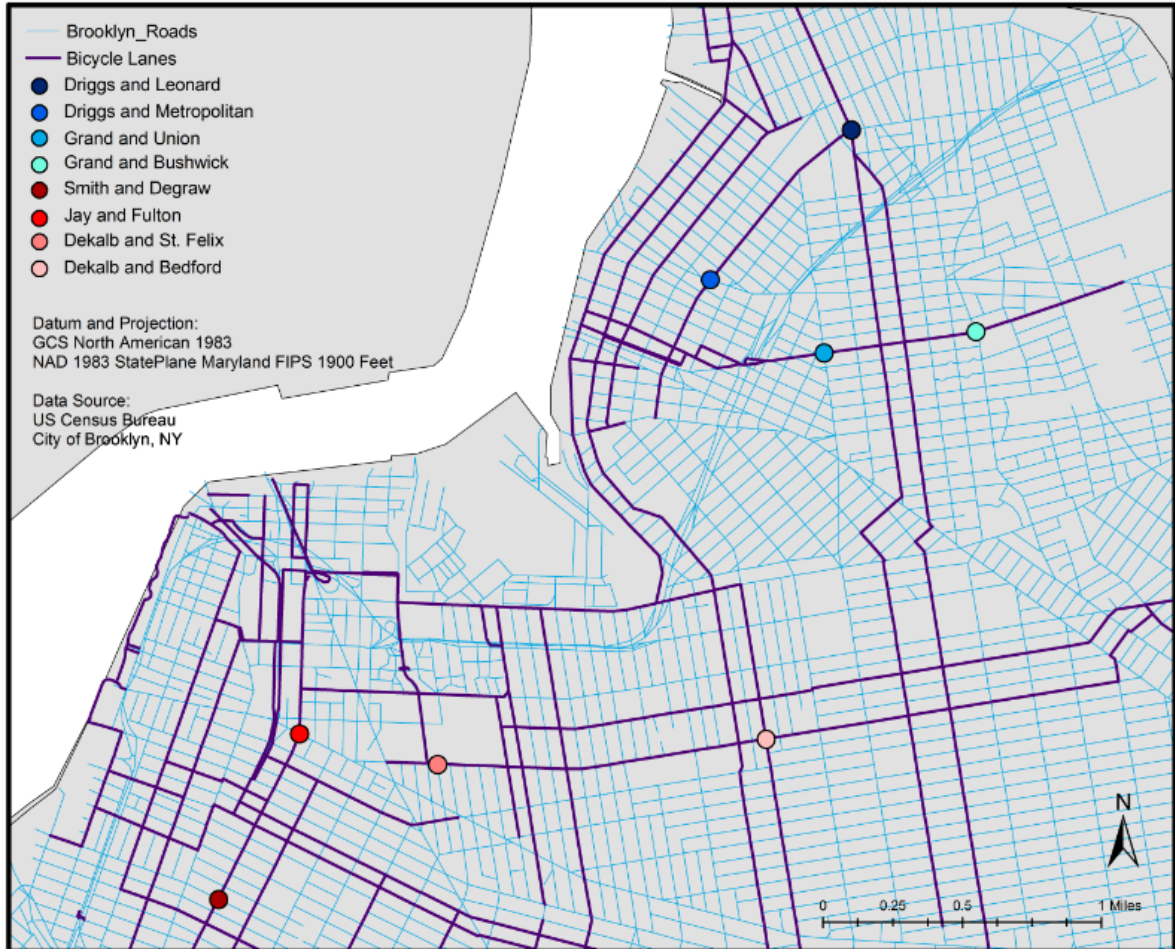 Brooklyn_Roads
Bicycle Lanes
Driggs and Leonard
Driggs and Metropolitan
Grand and Union
Grand and Bushwick
Smith and Degraw
Jay and Fulton
Dekalb and St. Felix
Dekalb and Bedford
Datum and Projection:
GCS North American 1983
NAD 1983 StatePlane Maryland FIPS 1900 Feet
Data Source:
US Census Bureau
City of Brooklyn, NY
N
0 0.25 0.5 1 Miles